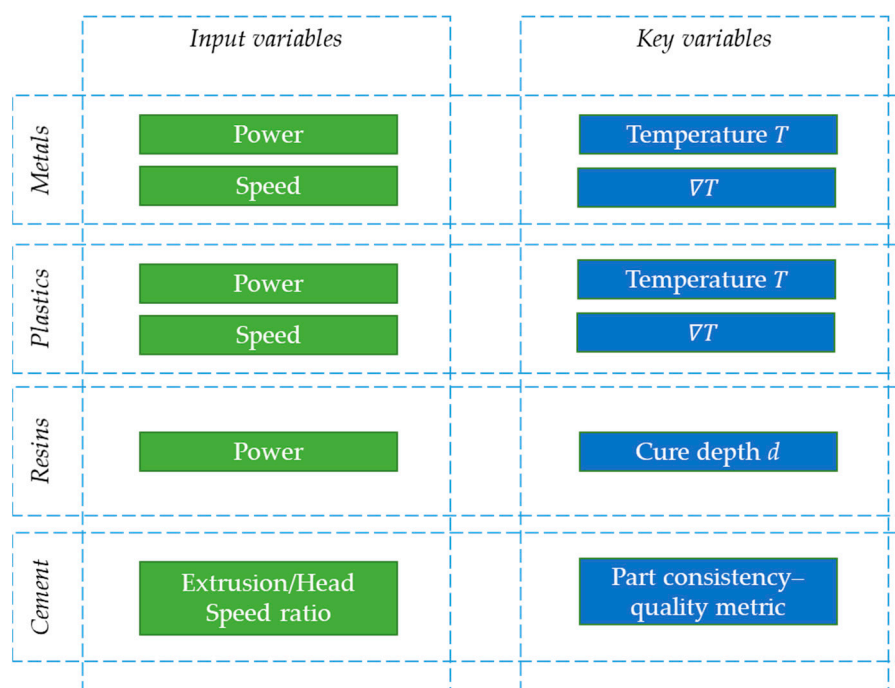 Input variables
Key variables
Metals
Power
Temperature T
Speed
∇T
Plastics
Power
Temperature T
Speed
∇T
Resins
Power
Cure depth d
Cement
Extrusion/Head
Speed ratio
Part consistency–
quality metric